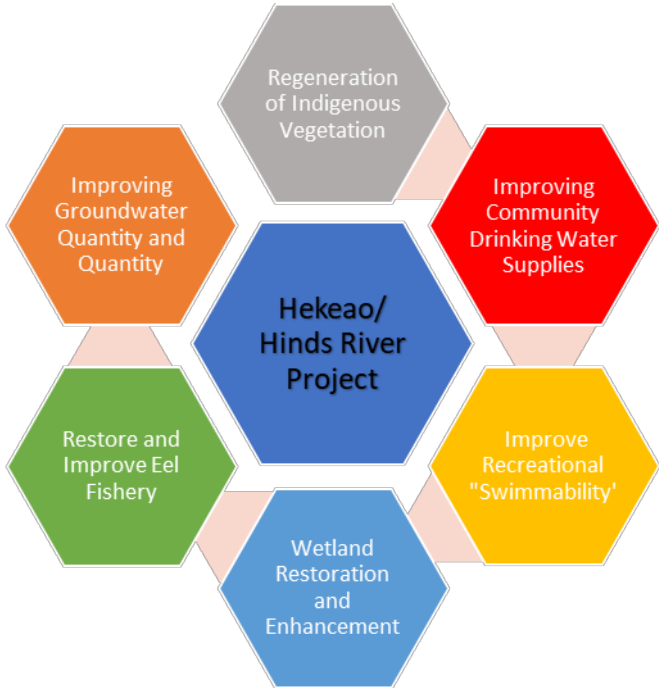 Regeneration
of Indigenous
Vegetation
Improving
Groundwater
Quantity and
Quantity
Improving
Community
Drinking Water
Supplies
Hekeao/
Hinds River
Project
Restore and
Improve Eel
Fishery
Improve
Recreational
"Swimmability'
Wetland
Restoration
and
Enhancement